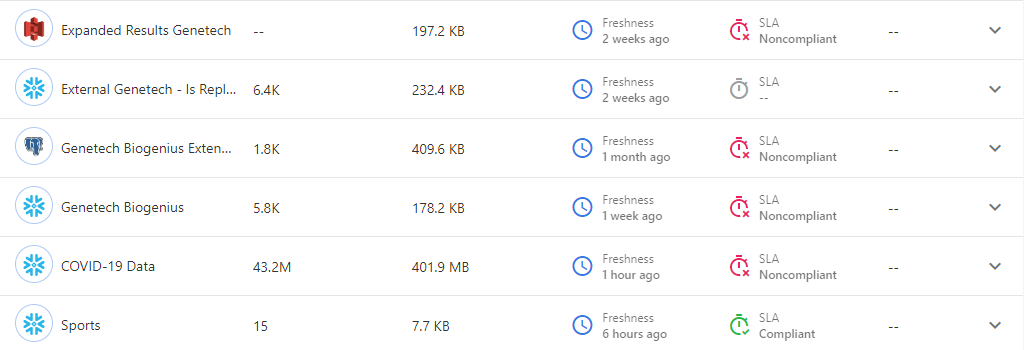 Expanded Results Genetech -- 197.2 KB Freshness 2 weeks ago SLA Noncompliant --
External Genetech - Is Repl... 6.4K 232.4 KB Freshness 2 weeks ago SLA -- --
Genetech Biogenius Exten... 1.8K 409.6 KB Freshness 1 month ago SLA Noncompliant --
Genetech Biogenius 5.8K 178.2 KB Freshness 1 week ago SLA Noncompliant --
COVID-19 Data 43.2M 401.9 MB Freshness 1 hour ago SLA Noncompliant --
Sports 15 7.7 KB Freshness 6 hours ago SLA Compliant --